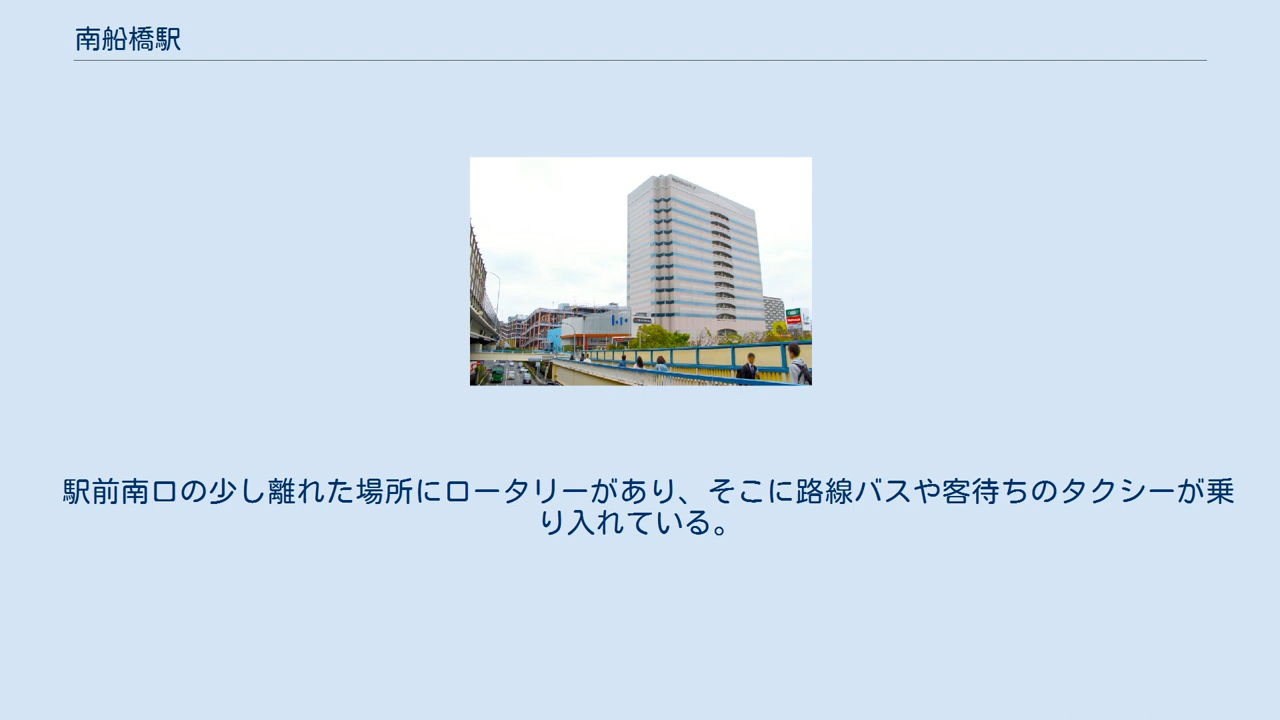 南船橋駅
駅前南口の少し離れた場所にロータリーがあり、そこに路線バスや客待ちのタクシーが乗
り入れている。